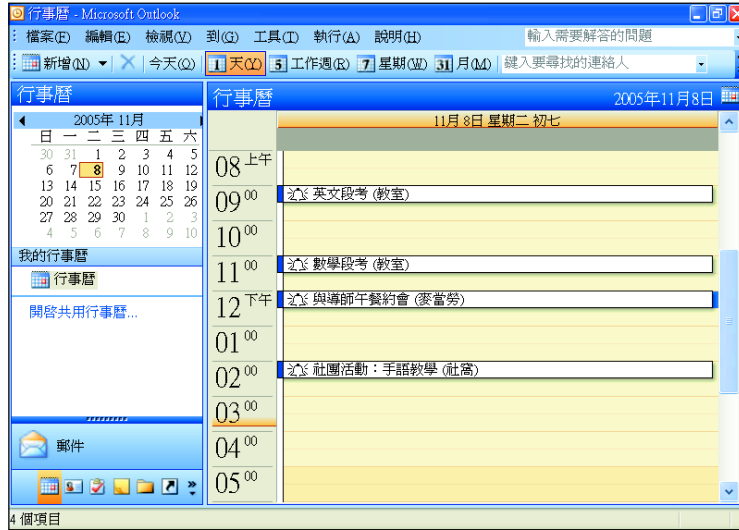 行事曆 - Microsoft Outlook
檔案(F) 編輯(E) 檢視(V) 到(G) 工具(T) 執行(A) 說明(H) 輸入需要解答的問題
新增(N) 今天(O) 1 天(Y) 5 工作週(R) 7 星期(W) 31 月(M) 鍵入要尋找的連絡人
行事曆
2005年 11月
日 一 二 三 四 五 六
30 31 1 2 3 4 5
6 7 8 9 10 11 12
13 14 15 16 17 18 19
20 21 22 23 24 25 26
27 28 29 30 1 2 3
4 5 6 7 8 9 10
我的行事曆
行事曆
開啓共用行事曆...
郵件
行事曆 2005年11月8日
11月 8日 星期二 初七
08 上午
09 00 英文段考 (教室)
10 00
11 00 數學段考 (教室)
12 下午 與導師午餐約會 (麥當勞)
01 00
02 00 社團活動：手語教學 (社窩)
03 00
04 00
05 00
4 個項目